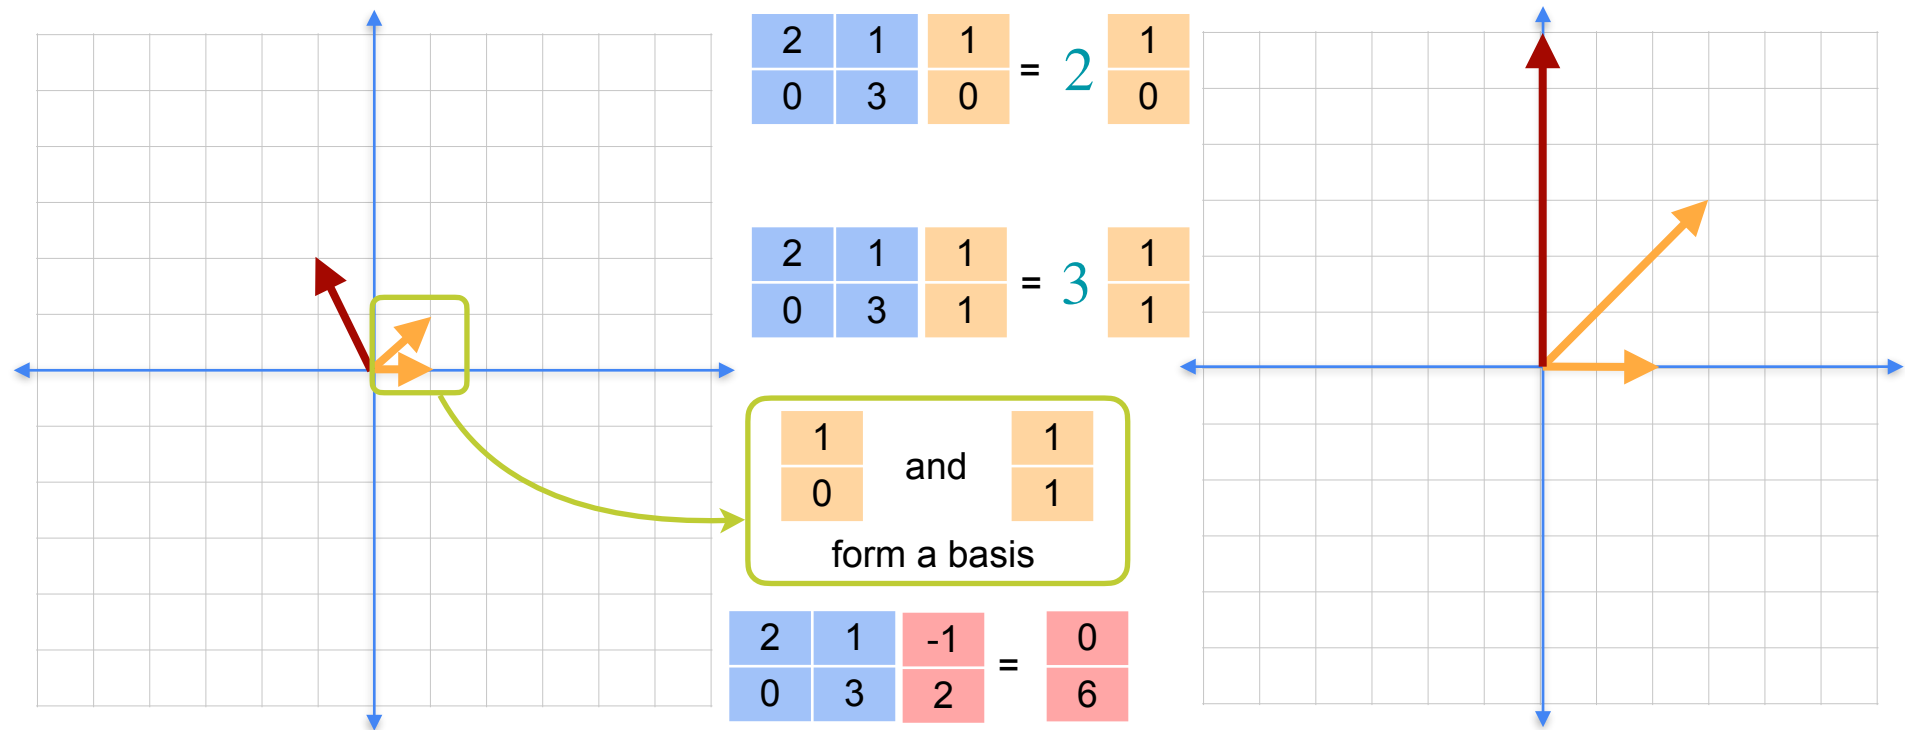 2 1 1 = 2 1
0 3 0 0
2 1 1 = 3 1
0 3 1 1
1 and 1
0 1
form a basis
2 1 -1 = 0
0 3 2 6